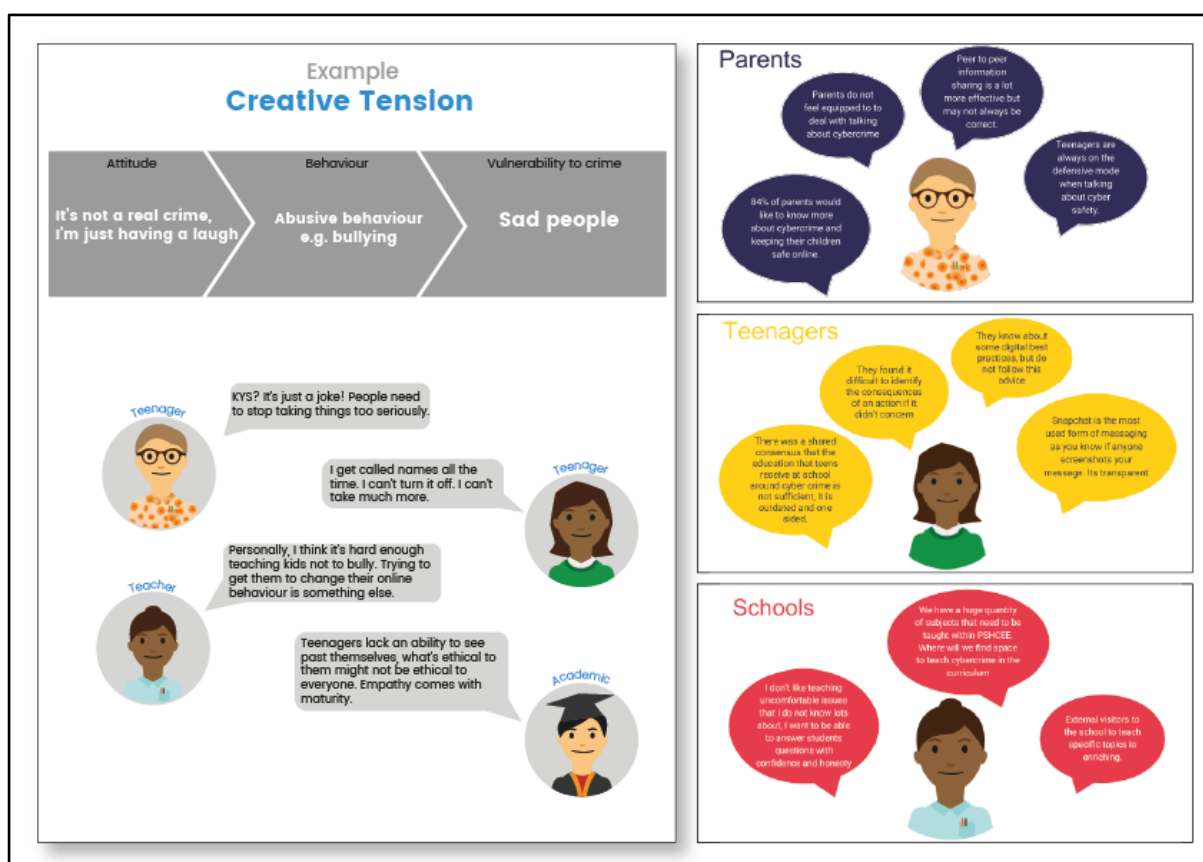 Example
Creative Tension
Attitude
It's not a real crime,
I'm just having a laugh
Behaviour
Abusive behaviour
e.g. bullying
Vulnerability to crime
Sad people
Teenager
KYS? It's just a joke! People need
to stop taking things too seriously.
Teenager
I get called names all the
time. I can't turn it off. I can't
take much more.
Teacher
Personally, I think it's hard enough
teaching kids not to bully. Trying to
get them to change their online
behaviour is something else.
Academic
Teenagers lack an ability to see
past themselves, what's ethical to
them might not be ethical to
everyone. Empathy comes with
maturity.
Parents
84% of parents would
like to know more
about cybercrime and
keeping their children
safe online.
Parents do not
feel equipped to to
deal with talking
about cybercrime
Peer to peer
information
sharing is a lot
more effective but
may not always be
correct.
Teenagers are
always on the
defensive mode
when talking
about cyber
safety.
Teenagers
There was a shared
consensus that the
education that teens
receive at school
around cyber crime is
not sufficient, it is
outdated and one
sided.
They found it
difficult to identify
the consequences
of an action if it
didn't concern
They know about
some digital best
practices, but do
not follow this
advice
Snapchat is the most
used form of messaging
as you know if anyone
screenshots your
message. Its transparent
Schools
I don't like teaching
uncomfortable issues
that I do not know lots
about, I want to be able
to answer students
questions with
confidence and honesty
We have a huge quantity
of subjects that need to be
taught within PSHCEE.
Where will we find space
to teach cybercrime in the
curriculum
External visitors to
the school to teach
specific topics is
enriching.